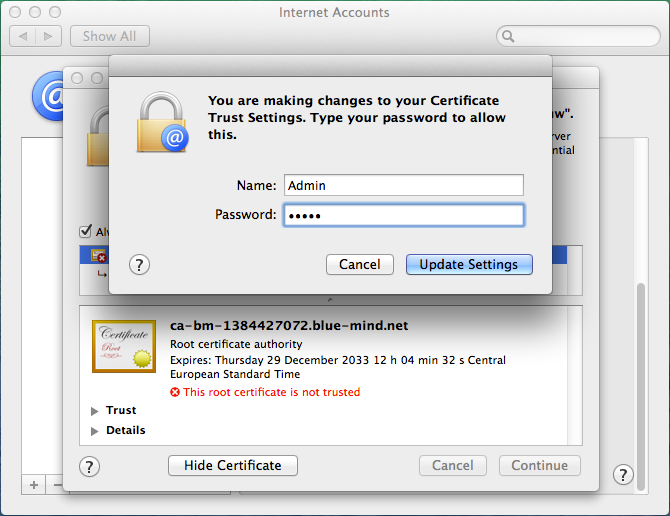 Internet Accounts
Show All
You are making changes to your Certificate
Trust Settings. Type your password to allow
this.
Name: Admin
Password: •••••
? Cancel Update Settings
w".
rver
ential
ca-bm-1384427072.blue-mind.net
Root certificate authority
Expires: Thursday 29 December 2033 12 h 04 min 32 s Central
European Standard Time
This root certificate is not trusted
Certificate
Root
Trust
Details
? Hide Certificate Cancel Continue
?